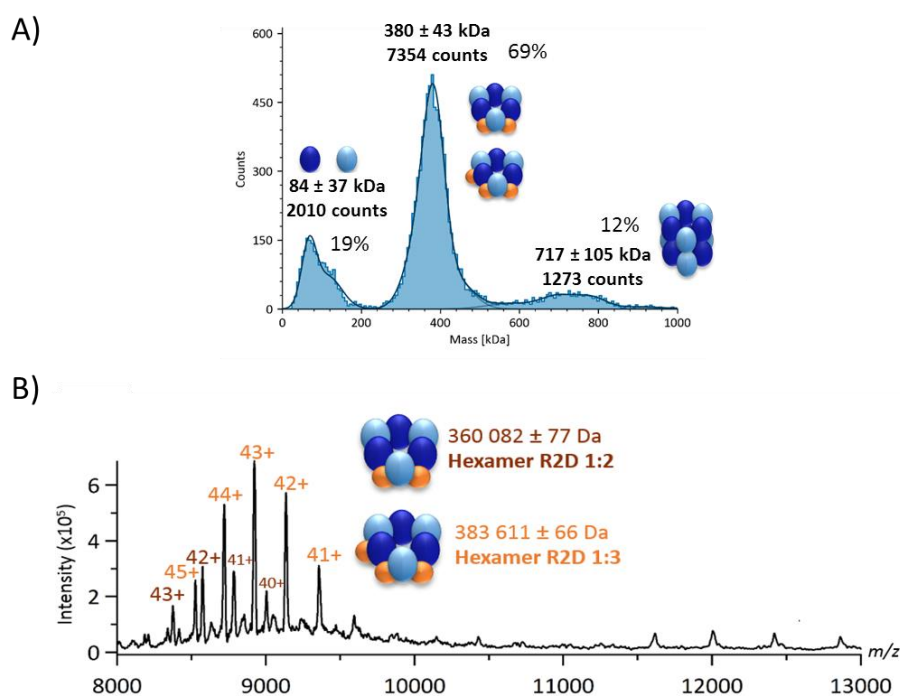 A)
380 ± 43 kDa
7354 counts
69%
84 ± 37 kDa
2010 counts
19%
12%
717 ± 105 kDa
1273 counts
Counts
600
450
300
150
0
0 200 400 600 800 1000
Mass [kDa]
B)
360 082 ± 77 Da
Hexamer R2D 1:2
383 611 ± 66 Da
Hexamer R2D 1:3
43+
44+
42+
42+
41+
41+
45+
40+
43+
Intensity (x10⁵)
6
4
2
0
8000 9000 10000 11000 12000 13000
m/z